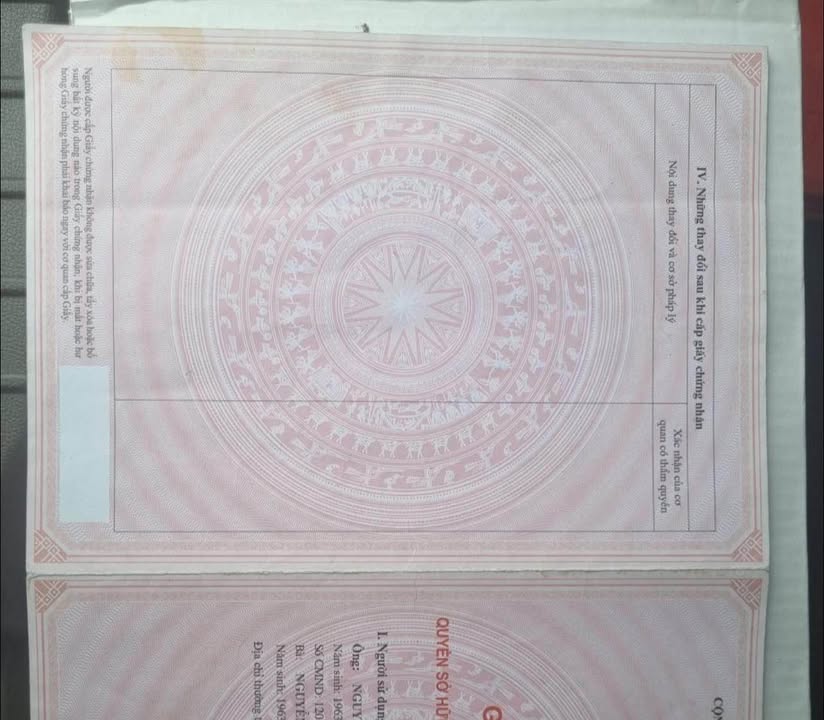 IV. Những thay đổi sau khi cấp giấy chứng nhận
Nội dung thay đổi và cơ sở pháp lý
Xác nhận của cơ
quan có thẩm quyền
Người được cấp Giấy chứng nhận không được sửa chữa, tẩy xóa hoặc bổ
sung bất kỳ nội dung nào trong Giấy chứng nhận; khi bị mất hoặc hư
hỏng Giấy chứng nhận phải khai báo ngay với cơ quan cấp Giấy.
CỘN
G
QUYỀN SỞ HỮ
I. Người sử dụn
Ông: NGUY
Năm sinh: 1963
Số CMND: 120
Bà: NGUYỄ
Năm sinh: 196
Địa chỉ thường t